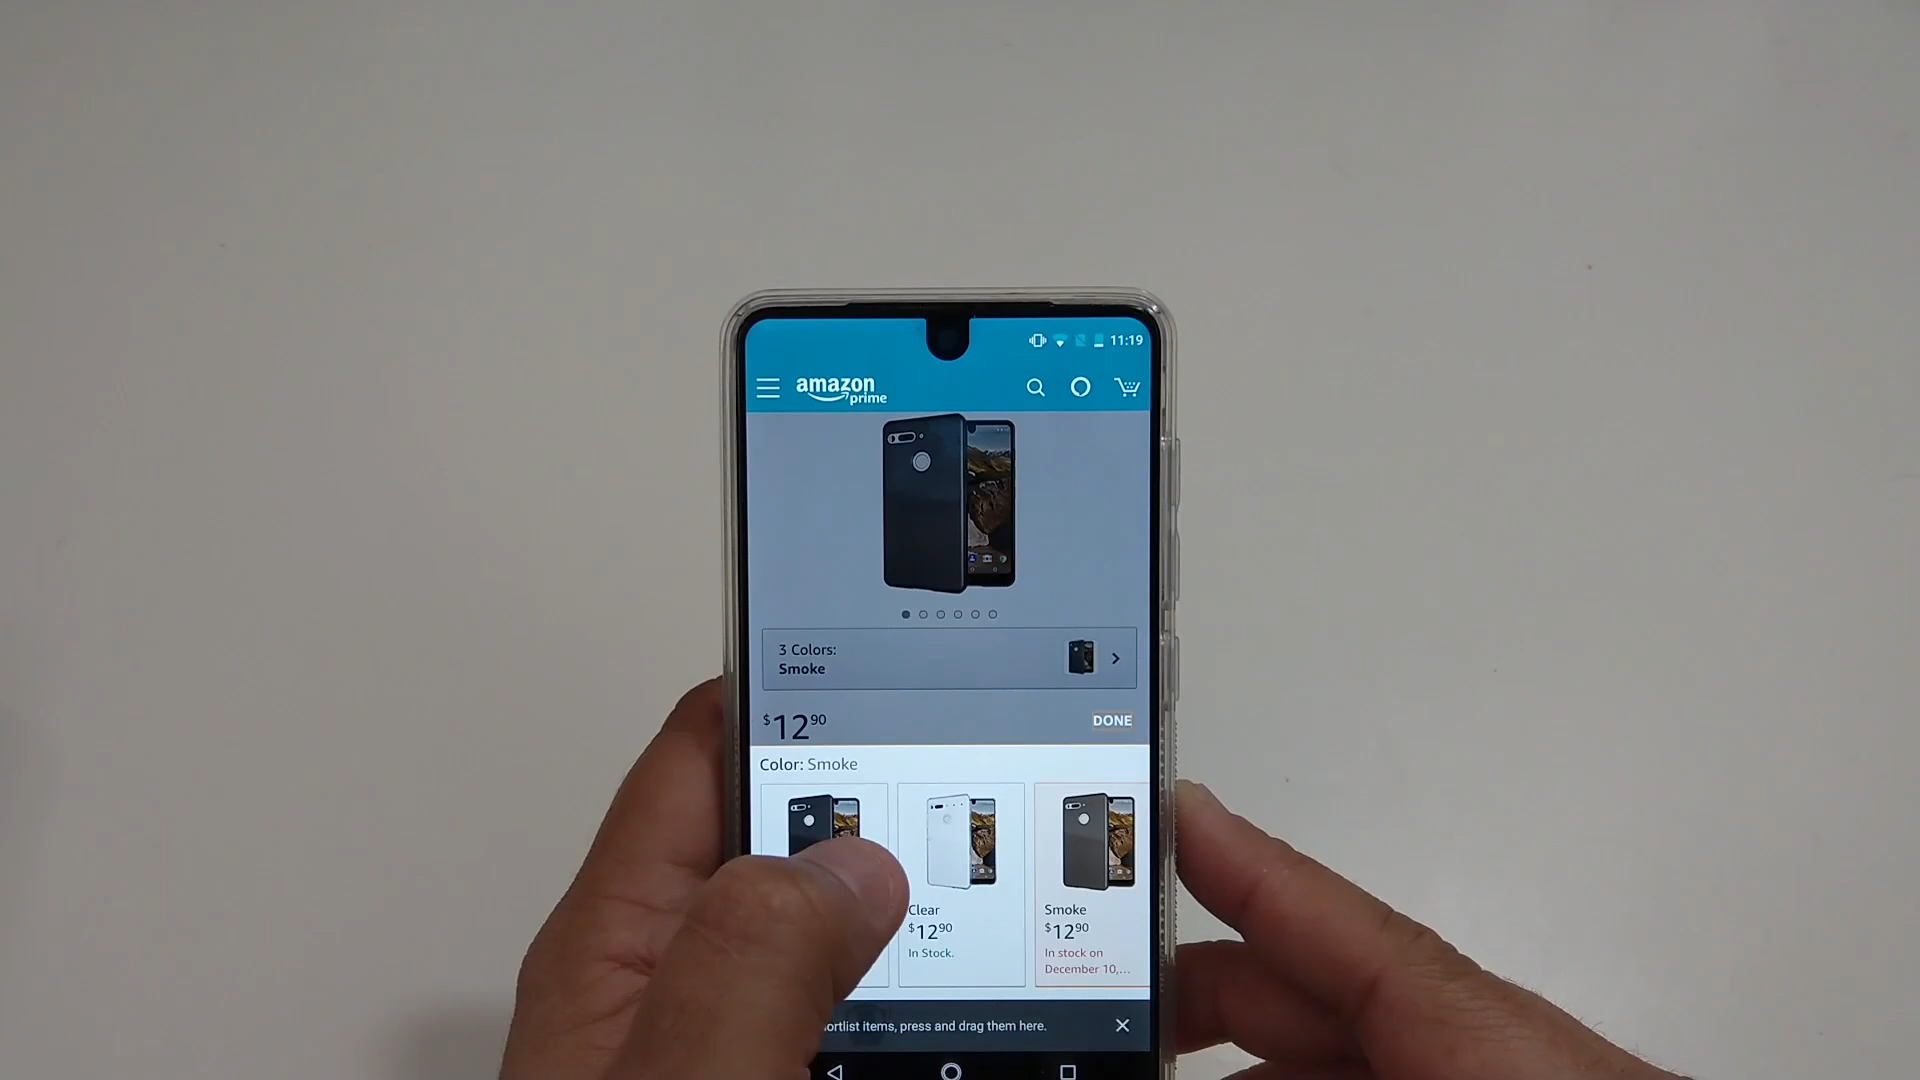 11:19
amazon
prime
3 Colors:
Smoke
$12 90
DONE
Color: Smoke
Clear
$12 90
In Stock.
Smoke
$12 90
In stock on
December 10,...
items, press and drag them here.